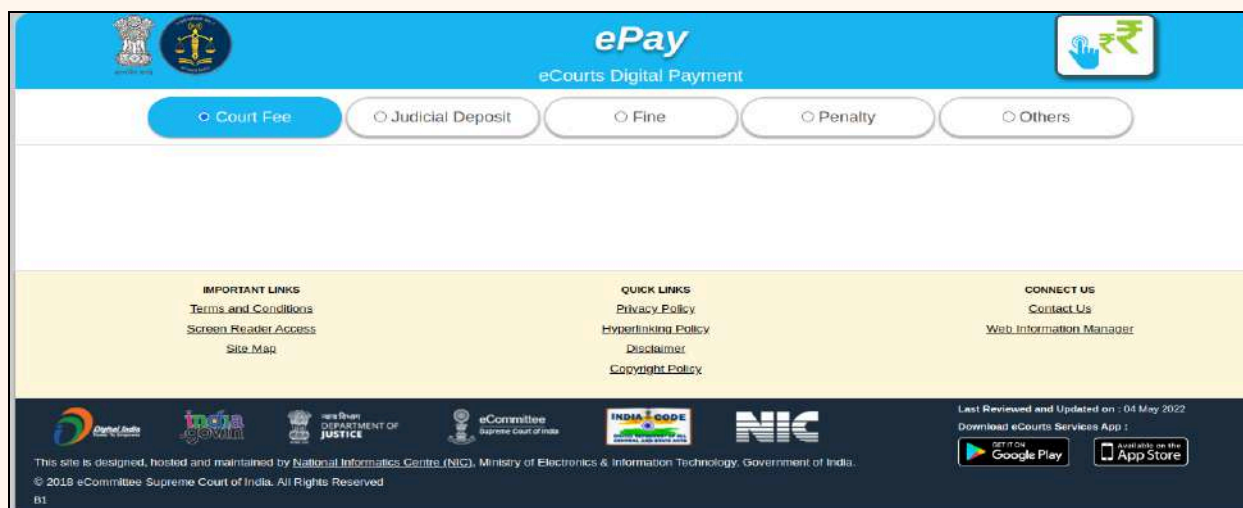 ePay
eCourts Digital Payment
Court Fee
Judicial Deposit
Fine
Penalty
Others
IMPORTANT LINKS
Terms and Conditions
Screen Reader Access
Site Map
QUICK LINKS
Privacy Policy
Hyperlinking Policy
Disclaimer
Copyright Policy
CONNECT US
Contact Us
Web Information Manager
Digital India
न्याय विभाग
DEPARTMENT OF
JUSTICE
eCommittee
Supreme Court of India
INDIA CODE
NIC
Last Reviewed and Updated on : 04 May 2022
Download eCourts Services App :
GET IT ON
Google Play
Available on the
App Store
This site is designed, hosted and maintained by National Informatics Centre (NIC), Ministry of Electronics & Information Technology, Government of India.
© 2018 eCommittee Supreme Court of India. All Rights Reserved
B1